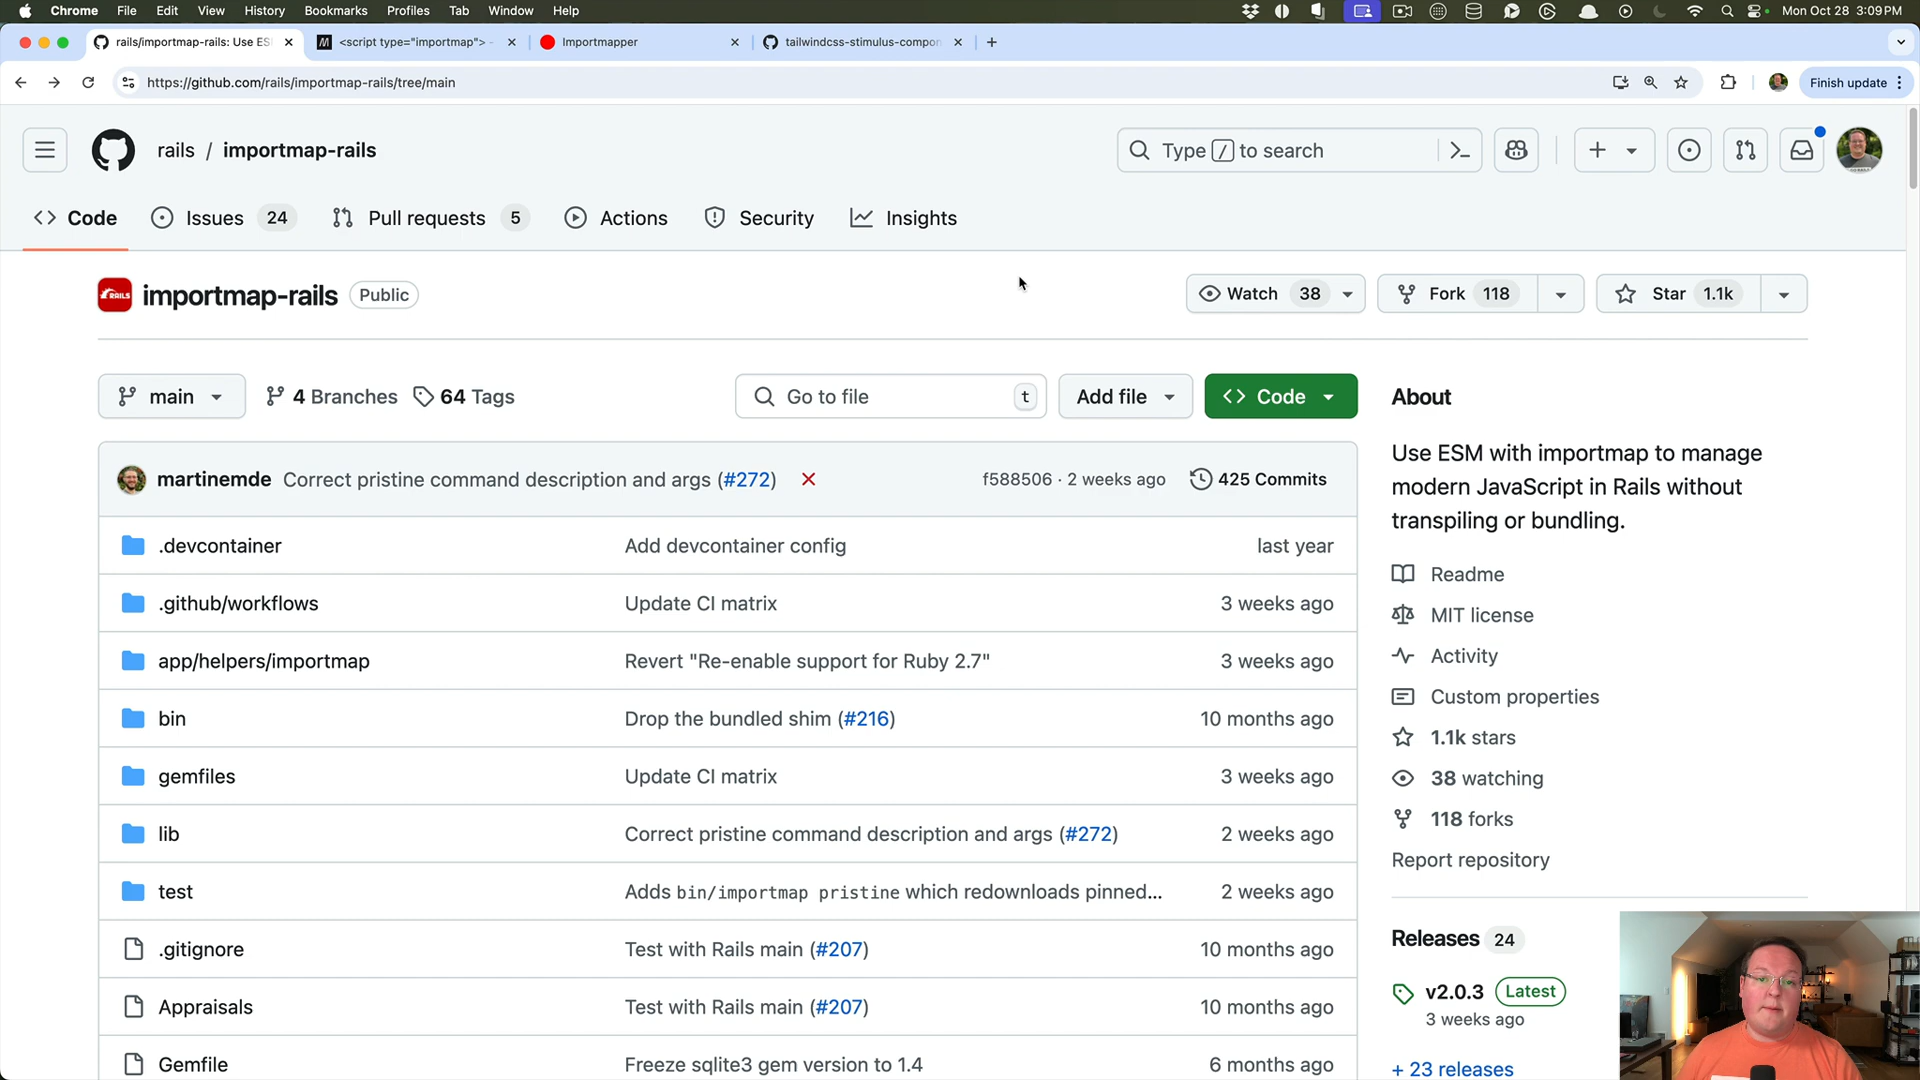 Chrome File Edit View History Bookmarks Profiles Tab Window Help Mon Oct 28 3:09 PM
rails/importmap-rails: Use ES <script type="importmap"> - Importmapper tailwindcss-stimulus-compon
https://github.com/rails/importmap-rails/tree/main Finish update
rails / importmap-rails Type / to search
Code Issues 24 Pull requests 5 Actions Security Insights
RAILS importmap-rails Public Watch 38 Fork 118 Star 1.1k
main 4 Branches 64 Tags Go to file t Add file Code
About
Use ESM with importmap to manage
modern JavaScript in Rails without
transpiling or bundling.
Readme
MIT license
Activity
Custom properties
1.1k stars
38 watching
118 forks
Report repository
Releases 24
v2.0.3 Latest
3 weeks ago
+ 23 releases
martinemde Correct pristine command description and args (#272) f588506 · 2 weeks ago 425 Commits
.devcontainer Add devcontainer config last year
.github/workflows Update CI matrix 3 weeks ago
app/helpers/importmap Revert "Re-enable support for Ruby 2.7" 3 weeks ago
bin Drop the bundled shim (#216) 10 months ago
gemfiles Update CI matrix 3 weeks ago
lib Correct pristine command description and args (#272) 2 weeks ago
test Adds bin/importmap pristine which redownloads pinned... 2 weeks ago
.gitignore Test with Rails main (#207) 10 months ago
Appraisals Test with Rails main (#207) 10 months ago
Gemfile Freeze sqlite3 gem version to 1.4 6 months ago